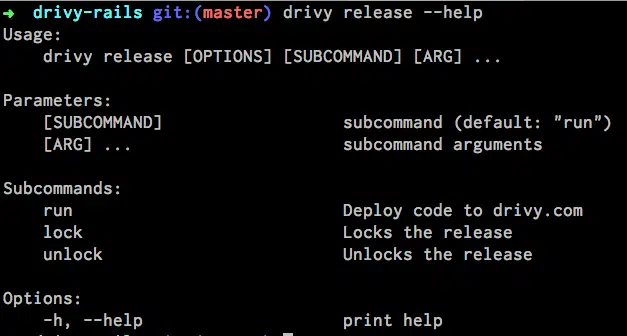 ➜ drivy-rails git:(master) drivy release --help
Usage:
    drivy release [OPTIONS] [SUBCOMMAND] [ARG] ...
Parameters:
    [SUBCOMMAND]                  subcommand (default: "run")
    [ARG] ...                     subcommand arguments
Subcommands:
    run                           Deploy code to drivy.com
    lock                          Locks the release
    unlock                        Unlocks the release
Options:
    -h, --help                    print help